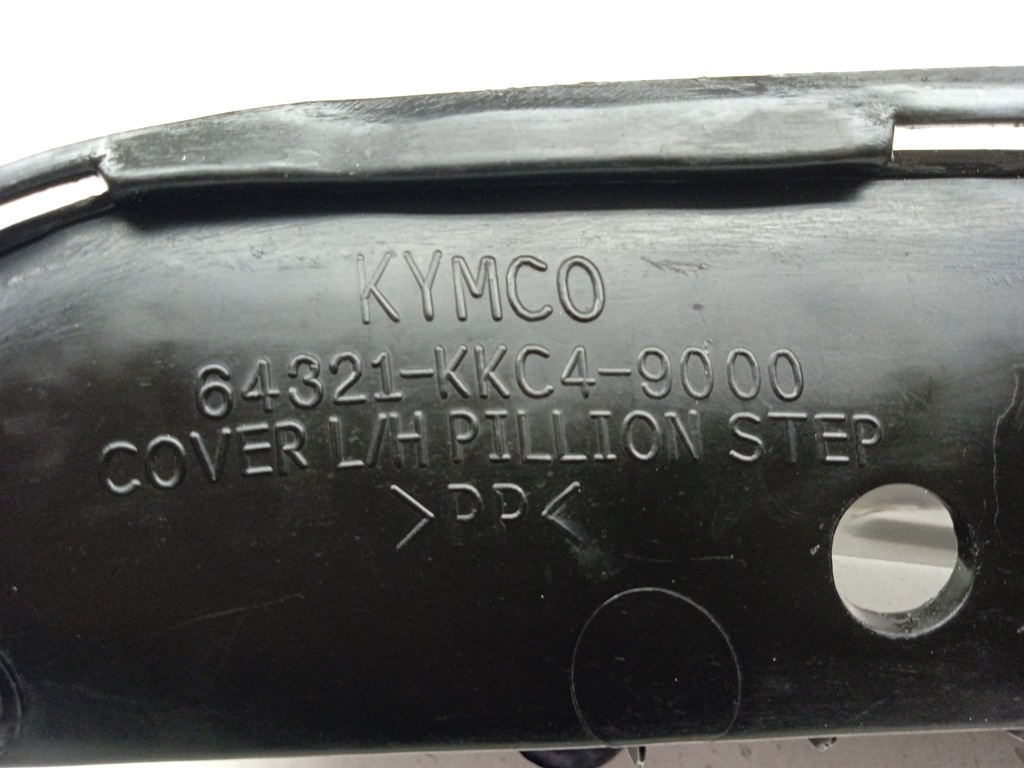 KYMCO
64321-KKC4-9000
COVER L/H PILLION STEP
>PP<